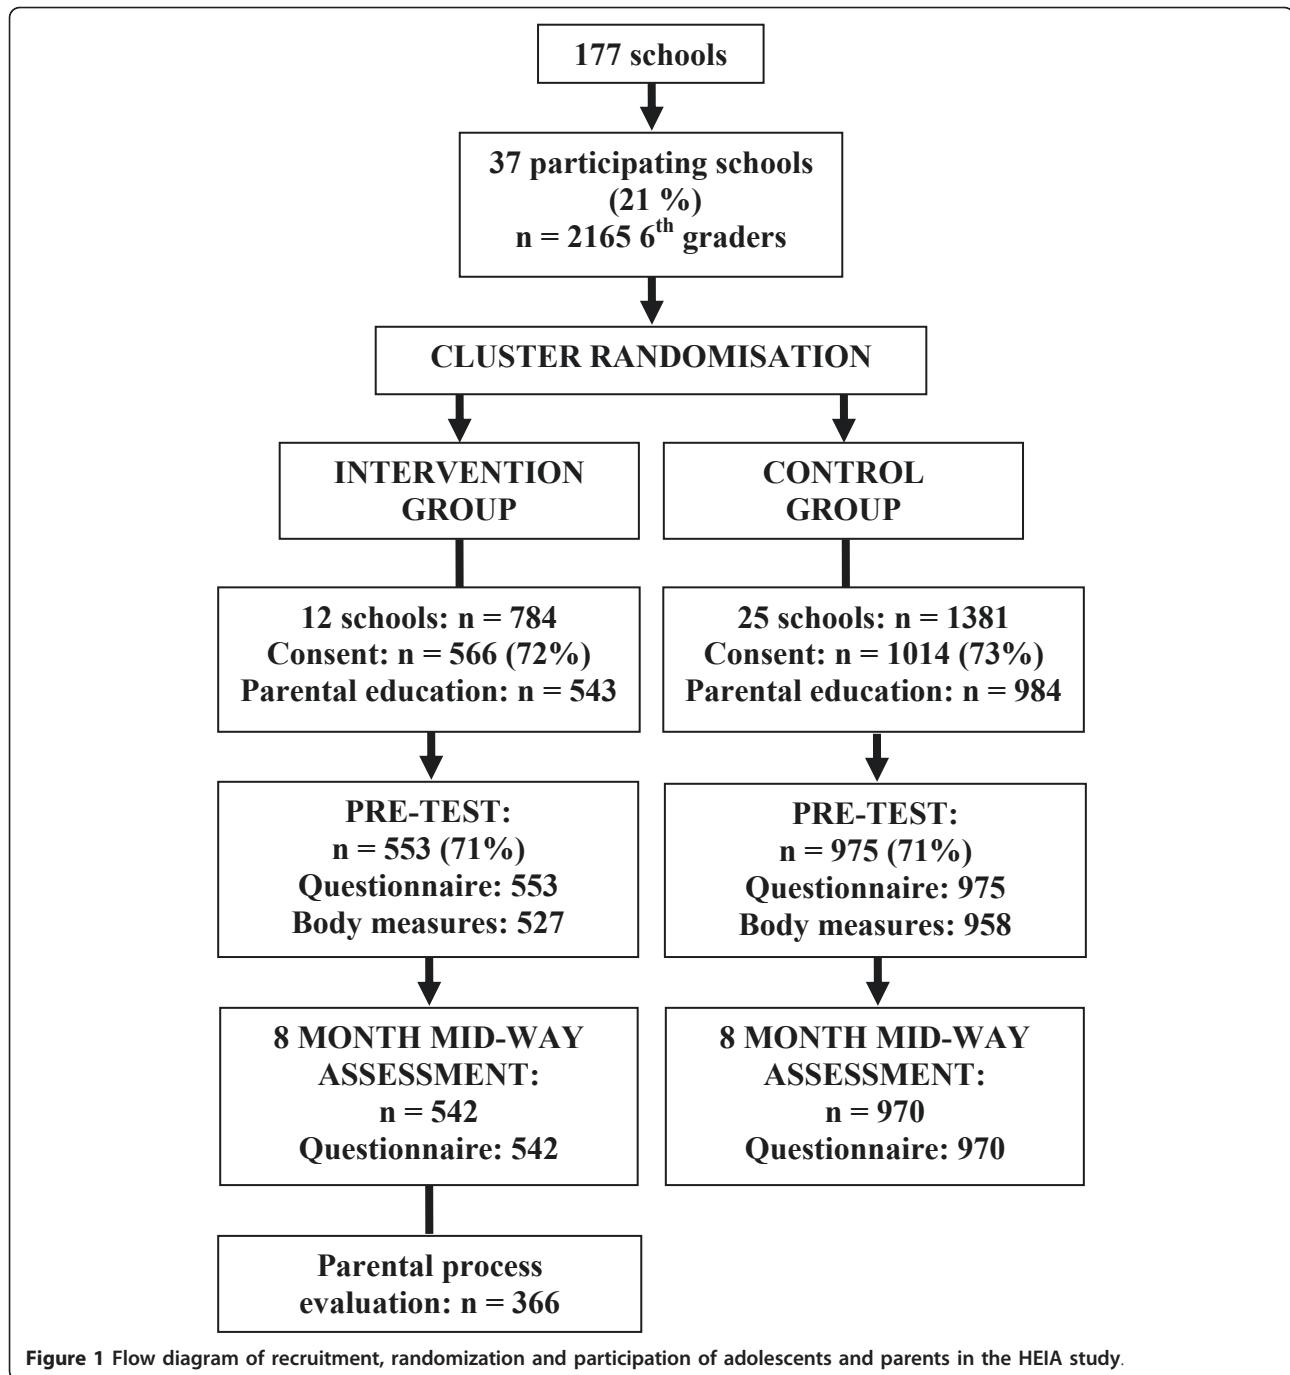 177 schools
37 participating schools
(21 %)
n = 2165 6th graders
CLUSTER RANDOMISATION
INTERVENTION
GROUP
CONTROL
GROUP
12 schools: n = 784
Consent: n = 566 (72%)
Parental education: n = 543
25 schools: n = 1381
Consent: n = 1014 (73%)
Parental education: n = 984
PRE-TEST:
n = 553 (71%)
Questionnaire: 553
Body measures: 527
PRE-TEST:
n = 975 (71%)
Questionnaire: 975
Body measures: 958
8 MONTH MID-WAY
ASSESSMENT:
n = 542
Questionnaire: 542
8 MONTH MID-WAY
ASSESSMENT:
n = 970
Questionnaire: 970
Parental process
evaluation: n = 366
Figure 1 Flow diagram of recruitment, randomization and participation of adolescents and parents in the HEIA study.